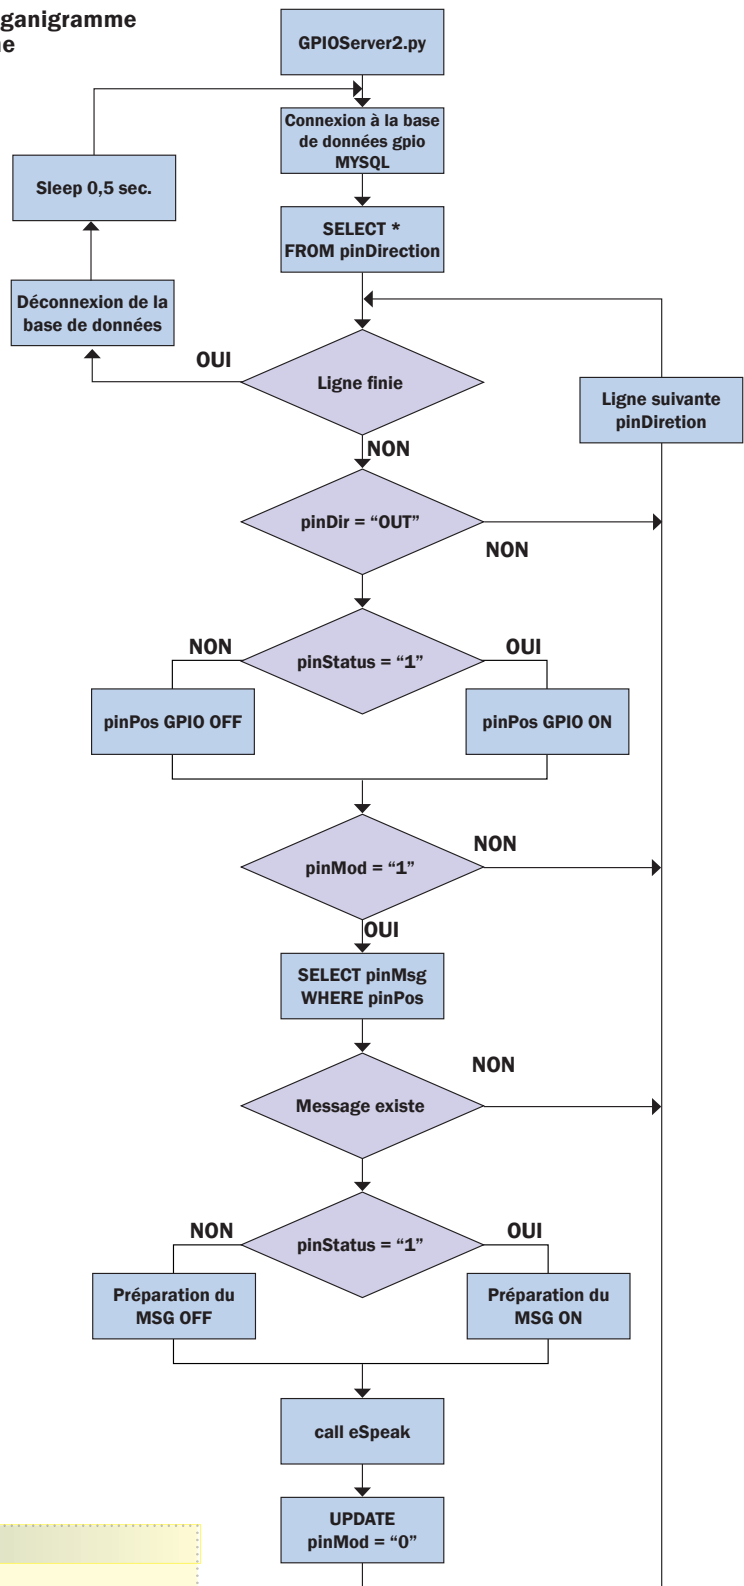 ganigramme
GPIOServer2.py
Connexion à la base
de données gpio
MYSQL
Sleep 0,5 sec.
SELECT *
FROM pinDirection
Déconnexion de la
base de données
OUI
Ligne finie
Ligne suivante
pinDiretion
NON
pinDir = “OUT”
NON
NON
pinStatus = “1”
OUI
pinPos GPIO OFF
pinPos GPIO ON
NON
pinMod = “1”
OUI
SELECT pinMsg
WHERE pinPos
NON
Message existe
NON
pinStatus = “1”
OUI
Préparation du
MSG OFF
Préparation du
MSG ON
call eSpeak
UPDATE
pinMod = “0”